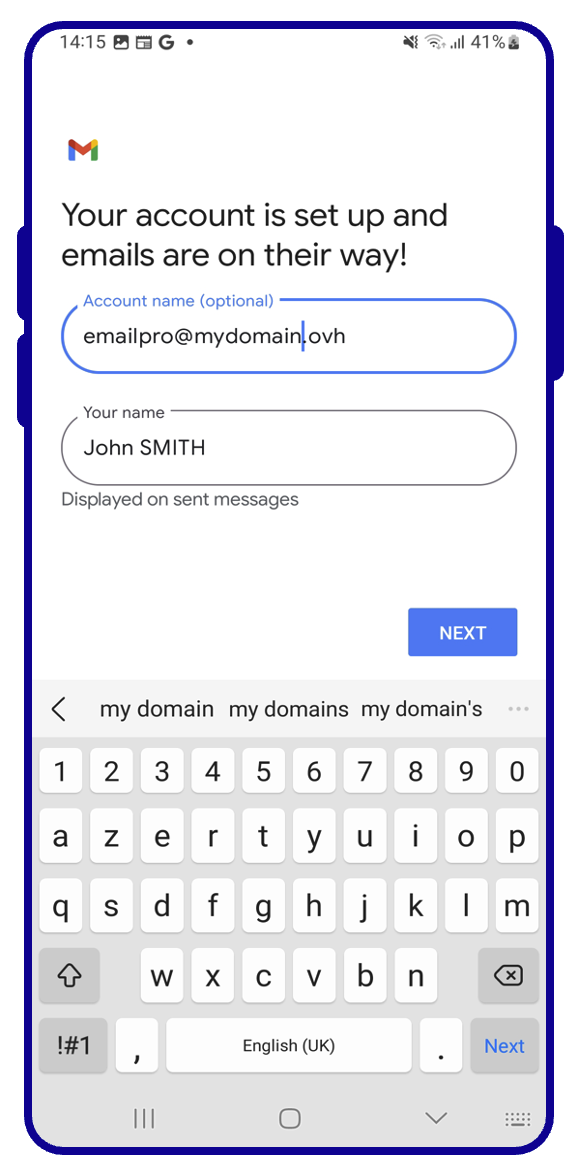 14:15 G • 41%
Your account is set up and
emails are on their way!
Account name (optional)
emailpro@mydomain.ovh
Your name
John SMITH
Displayed on sent messages
NEXT
my domain my domains my domain's ...
1 2 3 4 5 6 7 8 9 0
a z e r t y u i o p
q s d f g h j k l m
w x c v b n
!#1 , English (UK) . Next